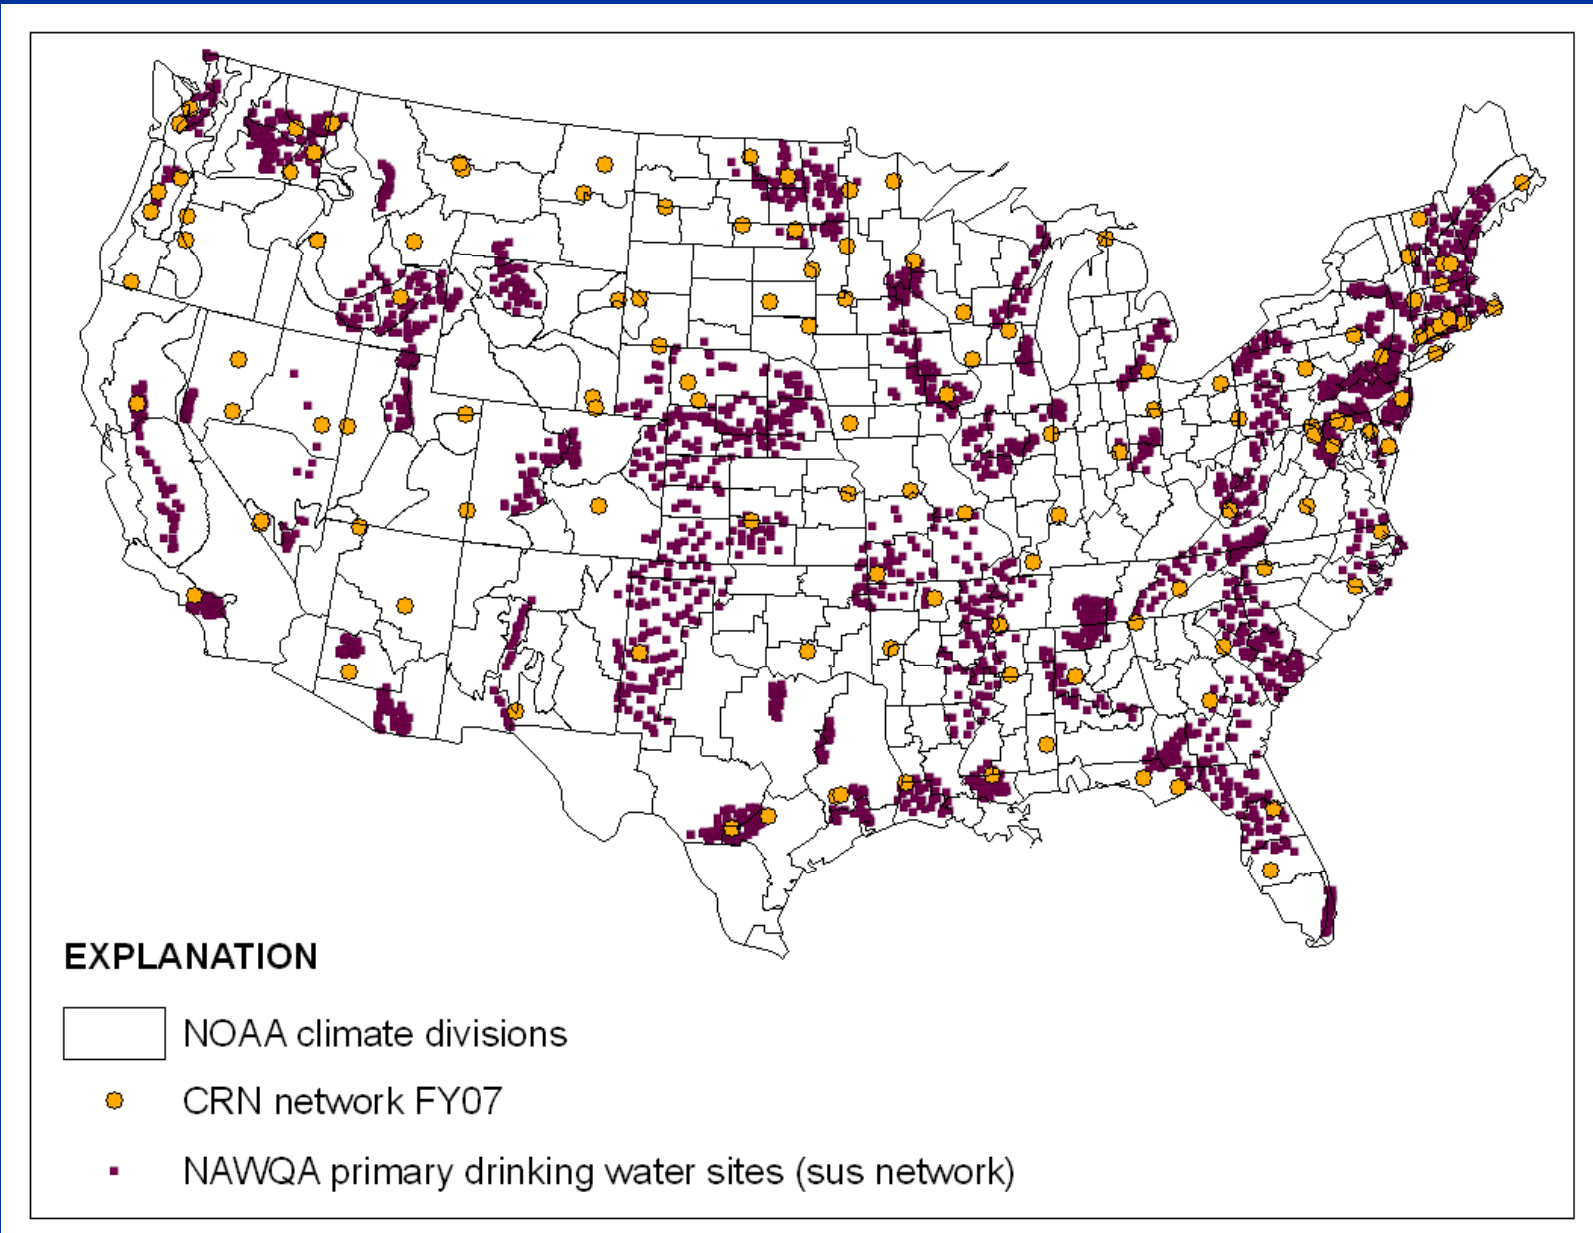 EXPLANATION
NOAA climate divisions
CRN network FY07
NAWQA primary drinking water sites (sus network)